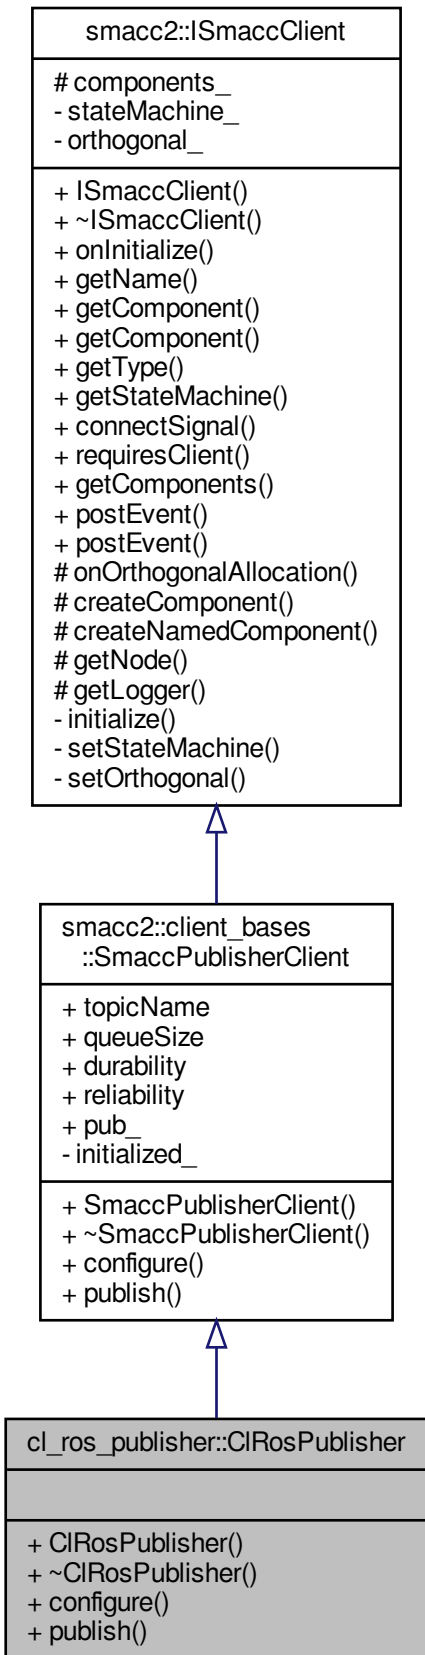 smacc2::ISmaccClient
# components_
- stateMachine_
- orthogonal_
+ ISmaccClient()
+ ~ISmaccClient()
+ onInitialize()
+ getName()
+ getComponent()
+ getComponent()
+ getType()
+ getStateMachine()
+ connectSignal()
+ requiresClient()
+ getComponents()
+ postEvent()
+ postEvent()
# onOrthogonalAllocation()
# createComponent()
# createNamedComponent()
# getNode()
# getLogger()
- initialize()
- setStateMachine()
- setOrthogonal()
smacc2::client_bases
::SmaccPublisherClient
+ topicName
+ queueSize
+ durability
+ reliability
+ pub_
- initialized_
+ SmaccPublisherClient()
+ ~SmaccPublisherClient()
+ configure()
+ publish()
cl_ros_publisher::ClRosPublisher
+ ClRosPublisher()
+ ~ClRosPublisher()
+ configure()
+ publish()